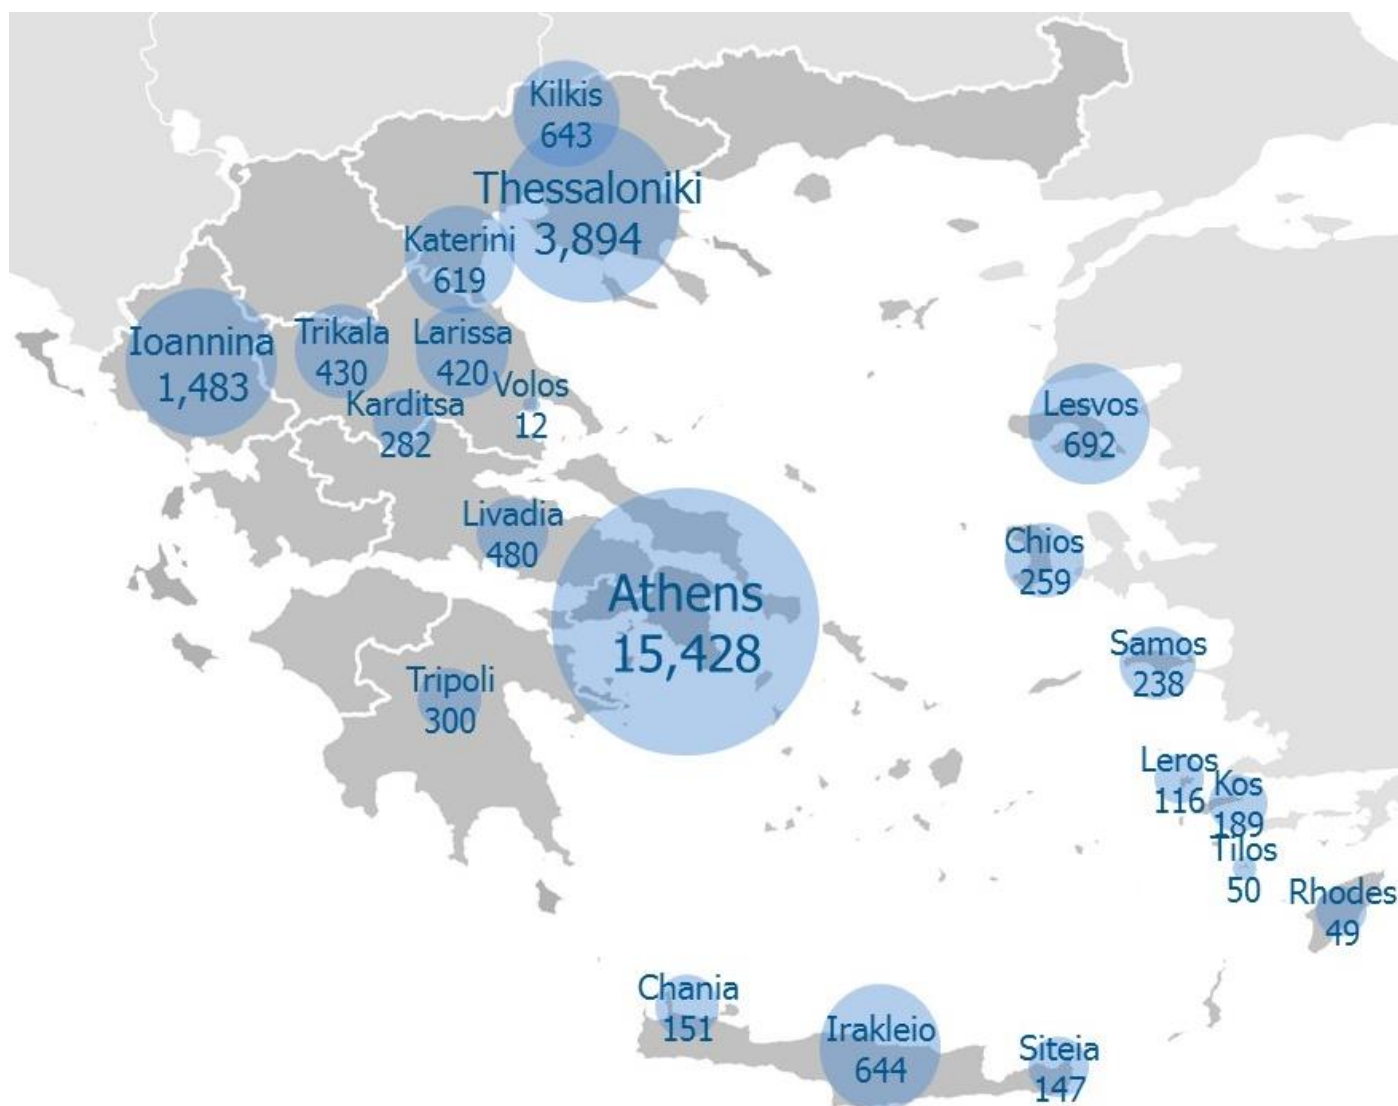 Kilkis
643
Thessaloniki
3,894
Katerini
619
Ioannina
1,483
Trikala
430
Larissa
420
Volos
12
Karditsa
282
Lesvos
692
Livadia
480
Chios
259
Athens
15,428
Samos
238
Tripoli
300
Leros
116
Kos
189
Tilos
50
Rhodes
49
Chania
151
Irakleio
644
Siteia
147